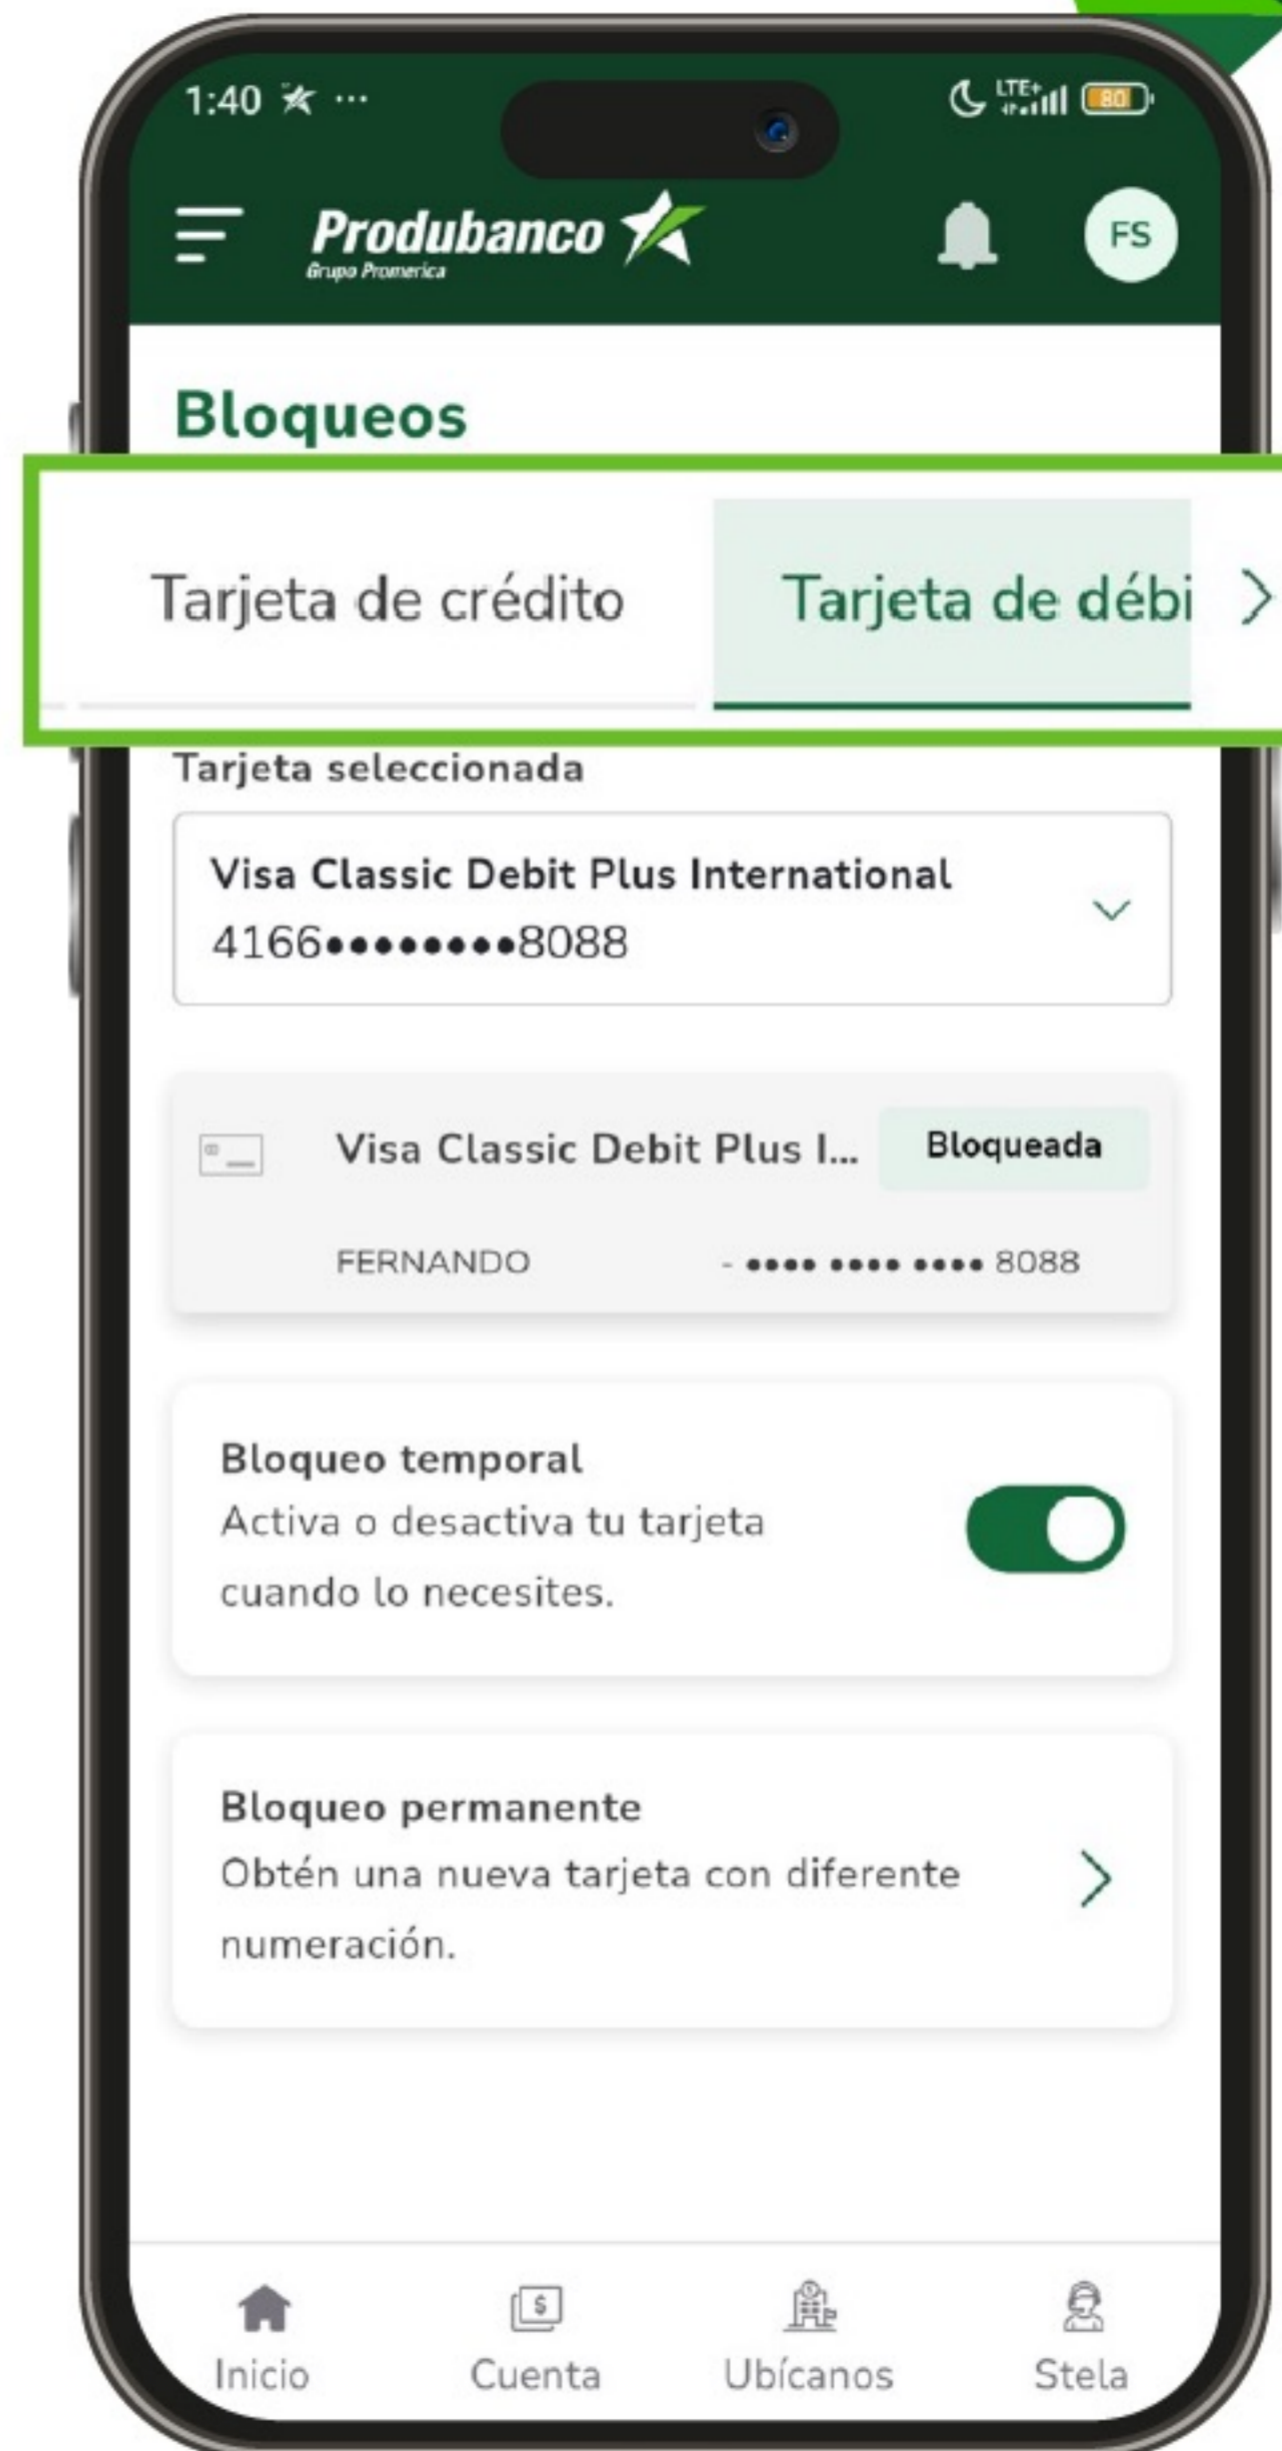 1:40
LTE+
80
Produbanco
Grupo Promerica
FS
Bloqueos
Tarjeta de crédito
Tarjeta de débi
Tarjeta seleccionada
Visa Classic Debit Plus International
4166••••••••8088
Visa Classic Debit Plus I...
Bloqueada
FERNANDO
- •••• •••• •••• 8088
Bloqueo temporal
Activa o desactiva tu tarjeta
cuando lo necesites.
Bloqueo permanente
Obtén una nueva tarjeta con diferente
numeración.
Inicio
Cuenta
Ubícanos
Stela